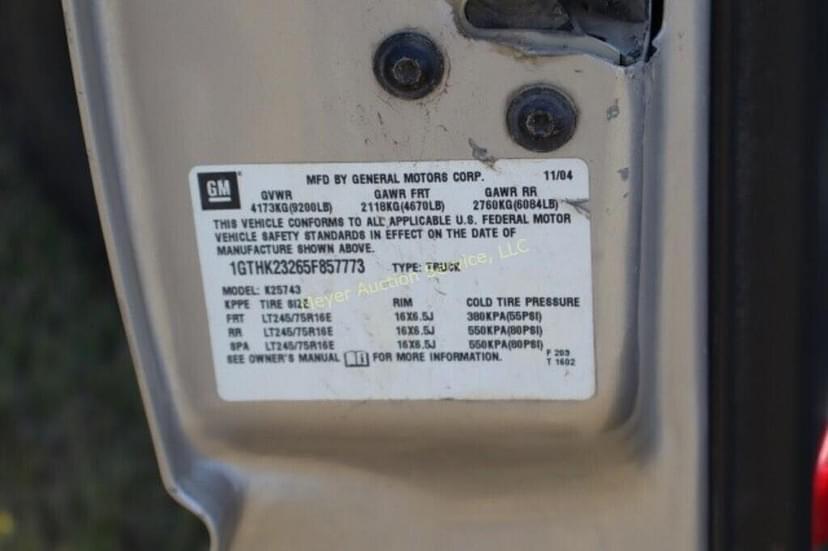 GM
MFD BY GENERAL MOTORS CORP. 11/04
GVWR GAWR FRT GAWR RR
4173KG(9200LB) 2118KG(4670LB) 2760KG(6084LB)
THIS VEHICLE CONFORMS TO ALL APPLICABLE U.S. FEDERAL MOTOR
VEHICLE SAFETY STANDARDS IN EFFECT ON THE DATE OF
MANUFACTURE SHOWN ABOVE.
1GTHK23265F857773 TYPE: TRUCK
Meyer Auction Service, LLC
MODEL: K25743
KPPE TIRE SIZE RIM COLD TIRE PRESSURE
FRT LT245/75R16E 16X6.5J 380KPA(55PSI)
RR LT245/75R16E 16X6.5J 550KPA(80PSI)
SPA LT245/75R16E 16X6.5J 550KPA(80PSI)
SEE OWNER'S MANUAL FOR MORE INFORMATION.
F 203
T 1602